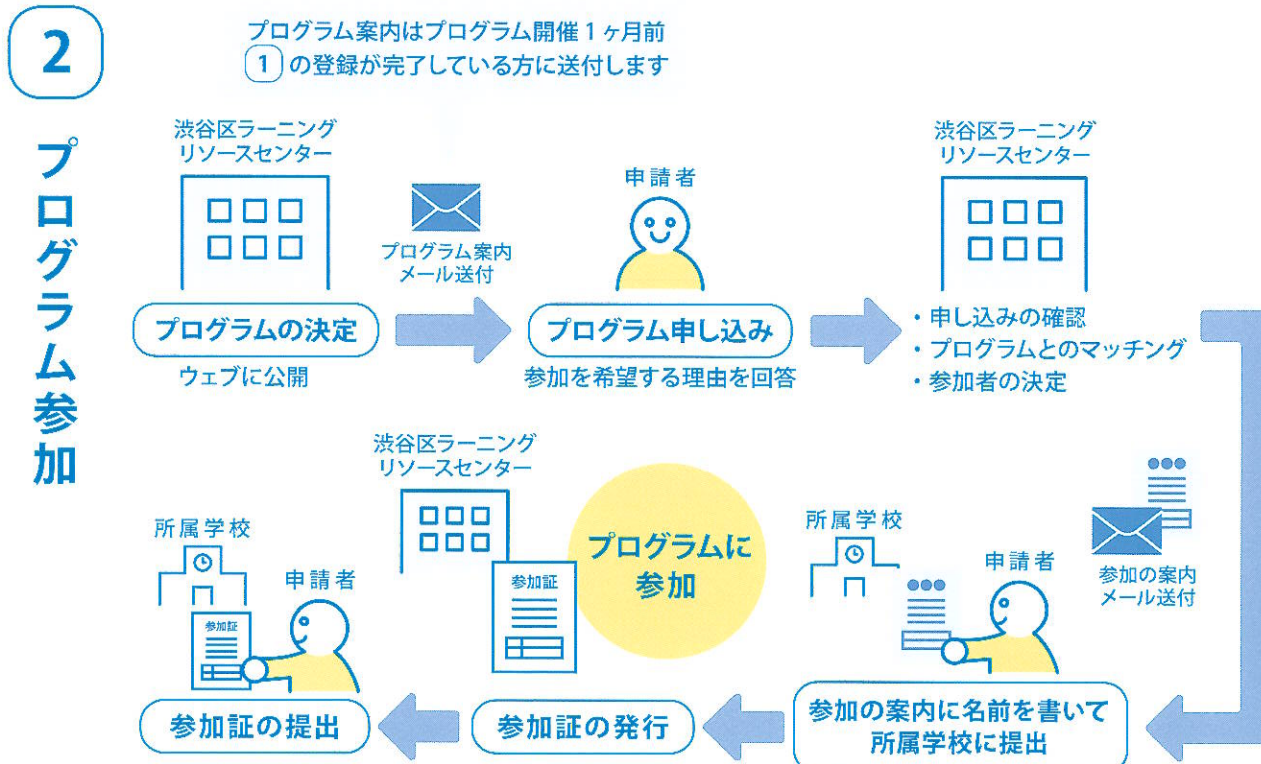 2
プログラム参加
プログラム案内はプログラム開催1ヶ月前
1 の登録が完了している方に送付します
渋谷区ラーニング
リソースセンター
プログラムの決定
ウェブに公開
プログラム案内
メール送付
申請者
プログラム申し込み
参加を希望する理由を回答
渋谷区ラーニング
リソースセンター
・申し込みの確認
・プログラムとのマッチング
・参加者の決定
参加の案内
メール送付
所属学校
申請者
参加の案内に名前を書いて
所属学校に提出
渋谷区ラーニング
リソースセンター
プログラムに
参加
参加証
参加証の発行
所属学校
申請者
参加証
参加証の提出